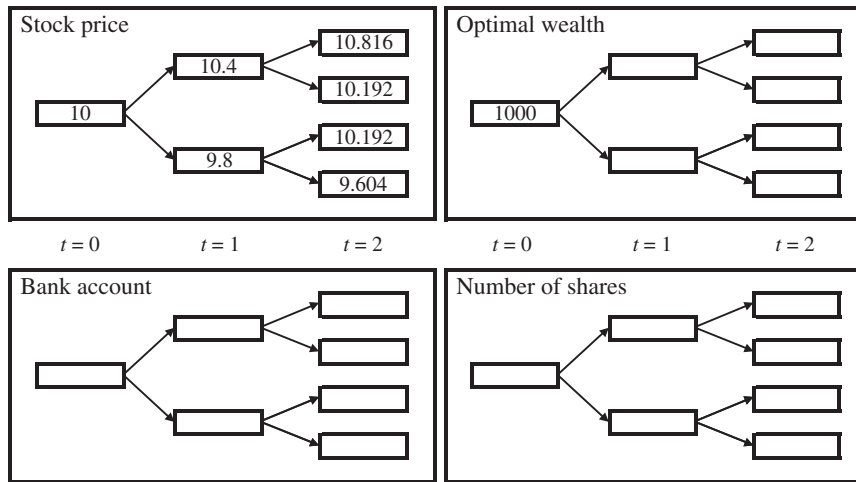 Stock price
10
10.4
9.8
10.816
10.192
10.192
9.604
Optimal wealth
1000
t = 0
t = 1
t = 2
t = 0
t = 1
t = 2
Bank account
Number of shares